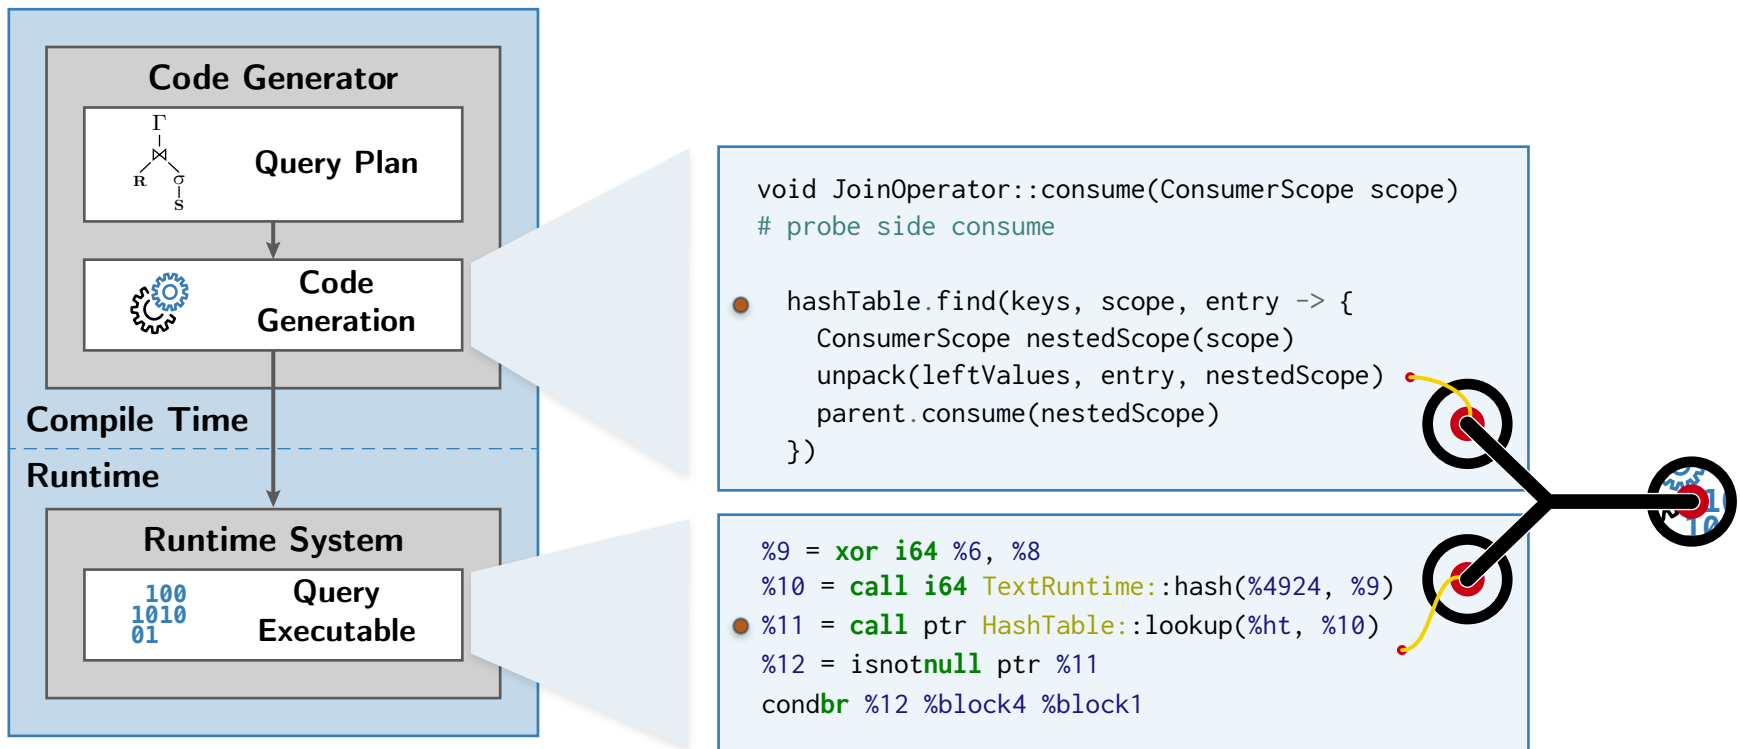 Code Generator
Γ
⋈
R
σ
S
Query Plan
Code
Generation
Compile Time
Runtime
Runtime System
100
1010
01
Query
Executable
void JoinOperator::consume(ConsumerScope scope)
# probe side consume
hashTable.find(keys, scope, entry -> {
ConsumerScope nestedScope(scope)
unpack(leftValues, entry, nestedScope)
parent.consume(nestedScope)
})
%9 = xor i64 %6, %8
%10 = call i64 TextRuntime::hash(%4924, %9)
%11 = call ptr HashTable::lookup(%ht, %10)
%12 = isnotnull ptr %11
condbr %12 %block4 %block1
10
10